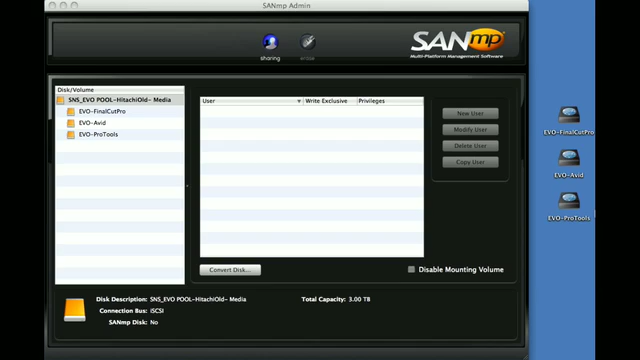 SANmp Admin
sharing
erase
SANmp
Multi-Platform Management Software
Disk/Volume
SNS_EVO POOL-HitachiOld- Media
EVO-FinalCutPro
EVO-Avid
EVO-ProTools
User
Write Exclusive
Privileges
New User
Modify User
Delete User
Copy User
Convert Disk...
Disable Mounting Volume
Disk Description: SNS_EVO POOL-HitachiOld- Media
Total Capacity: 3.00 TB
Connection Bus: iSCSI
SANmp Disk: No
EVO-FinalCutPro
EVO-Avid
EVO-ProTools